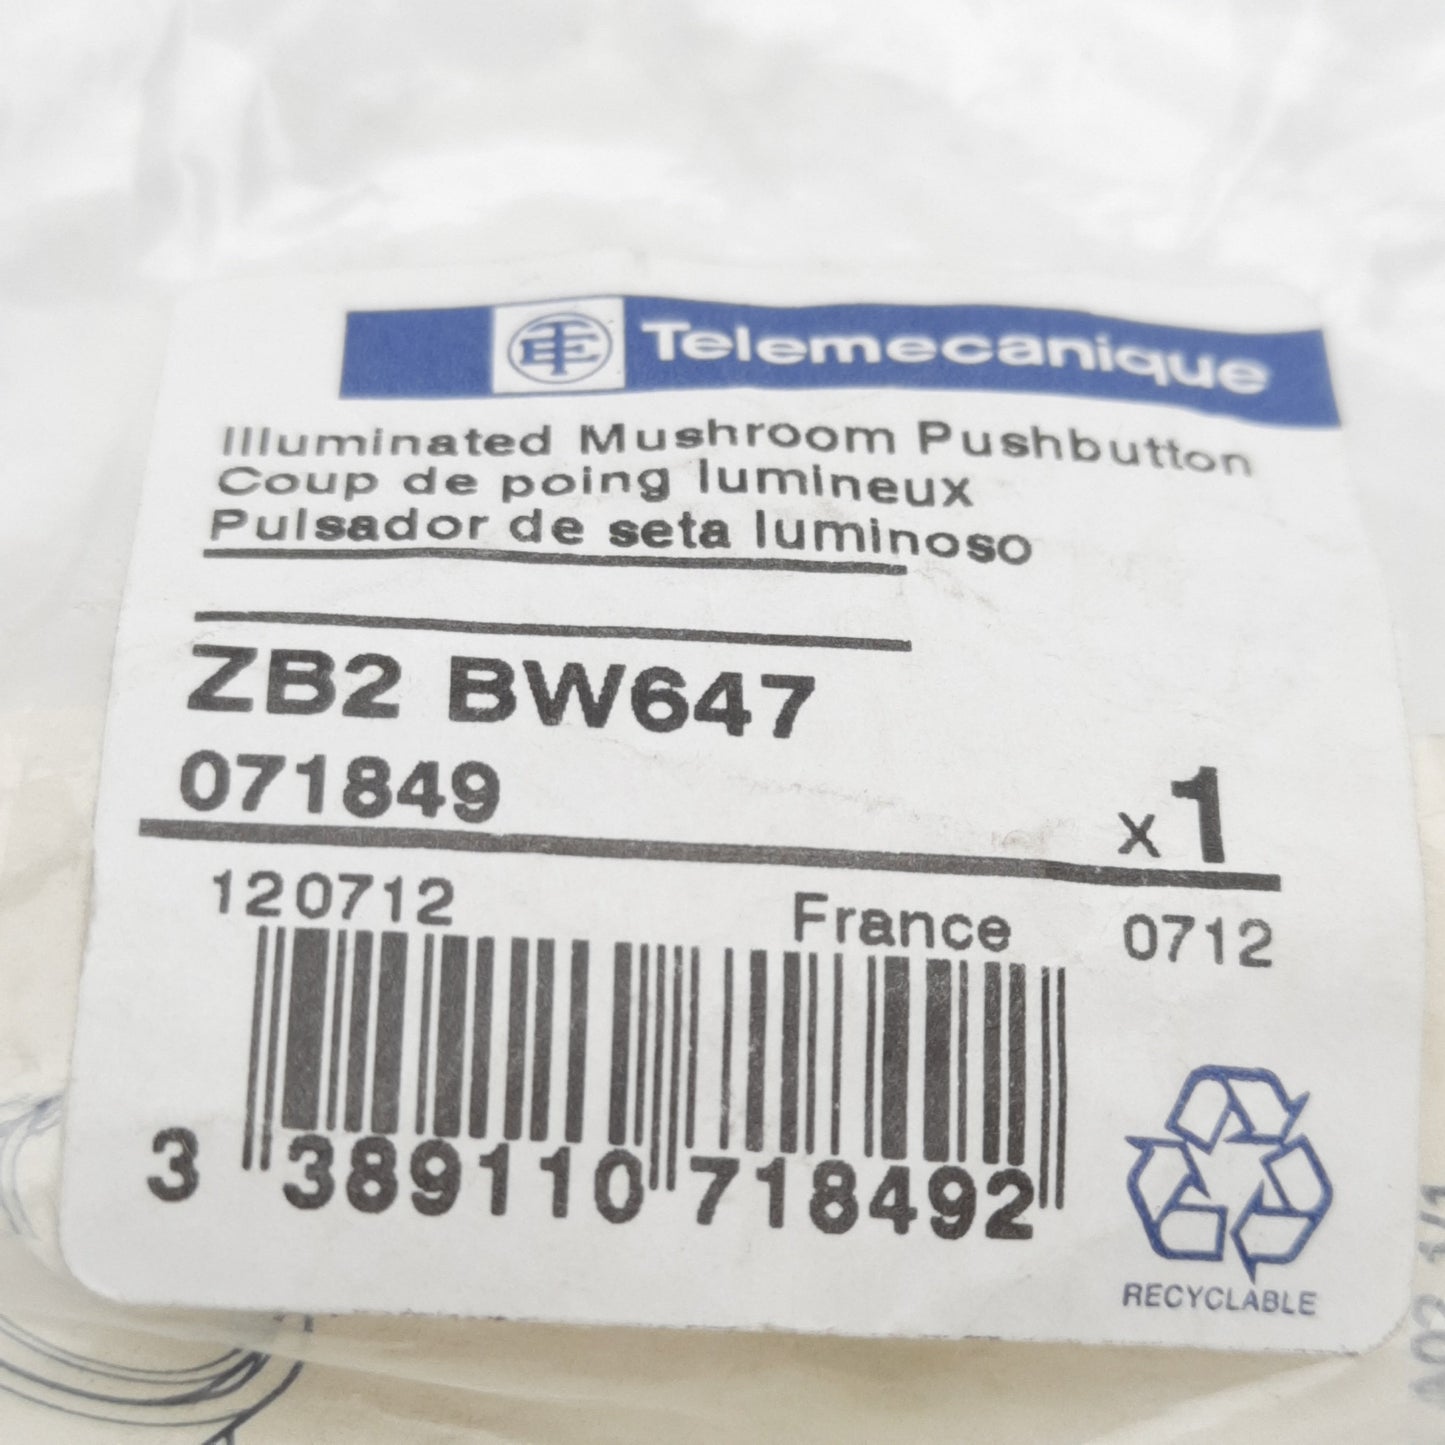 TE Telemecanique
Illuminated Mushroom Pushbutton
Coup de poing lumineux
Pulsador de seta luminoso
ZB2 BW647
071849
x1
120712
France
0712
3 389110 718492
RECYCLABLE